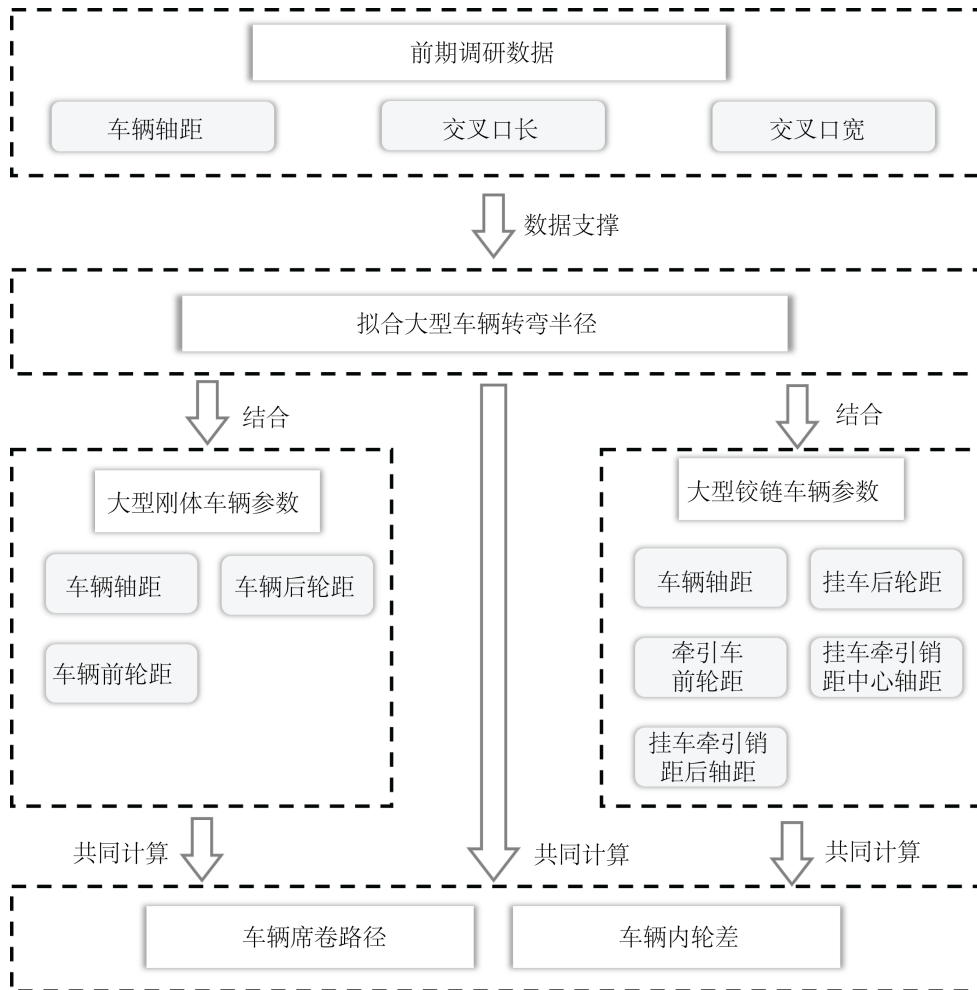 前期调研数据
车辆轴距
交叉口长
交叉口宽
数据支撑
拟合大型车辆转弯半径
结合
结合
大型刚体车辆参数
车辆轴距
车辆后轮距
车辆前轮距
大型铰链车辆参数
车辆轴距
挂车后轮距
牵引车
前轮距
挂车牵引销
距中心轴距
挂车牵引销
距后轴距
共同计算
共同计算
共同计算
车辆席卷路径
车辆内轮差